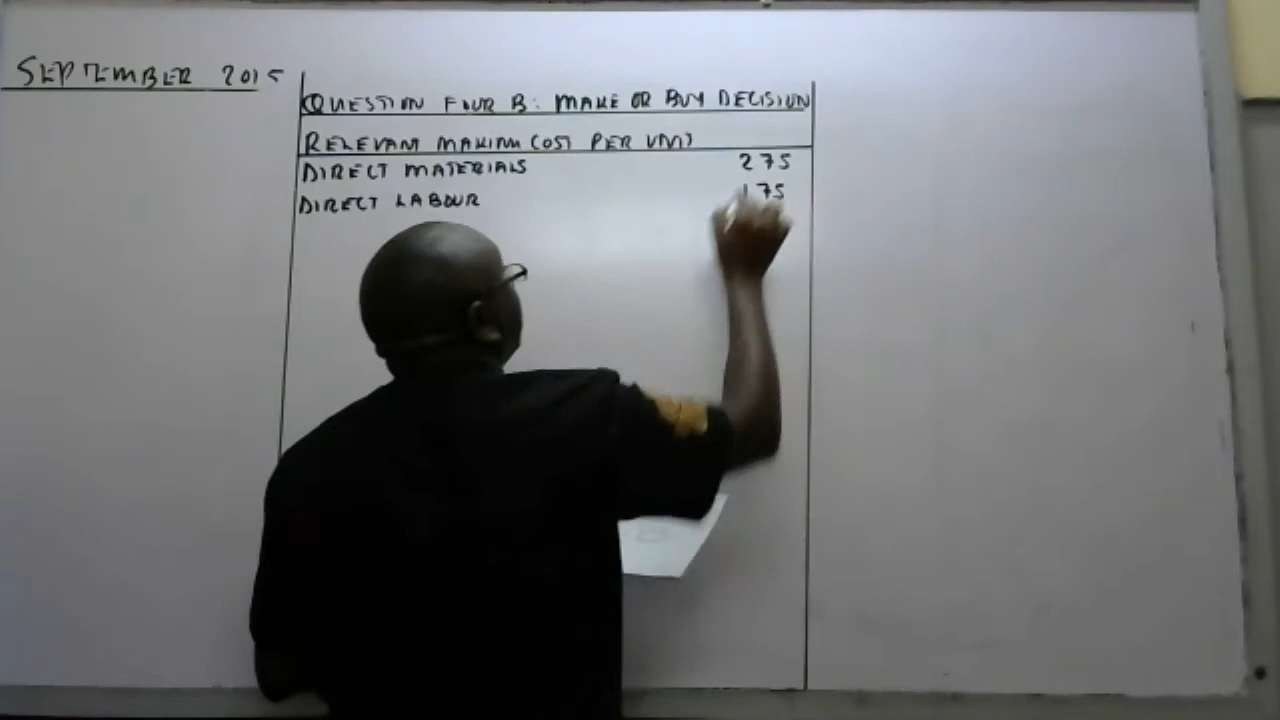 SEPTEMBER 2015
QUESTION FOUR B: MAKE OR BUY DECISION
RELEVANT MAKING COST PER UNIT
DIRECT MATERIALS 275
DIRECT LABOUR 175